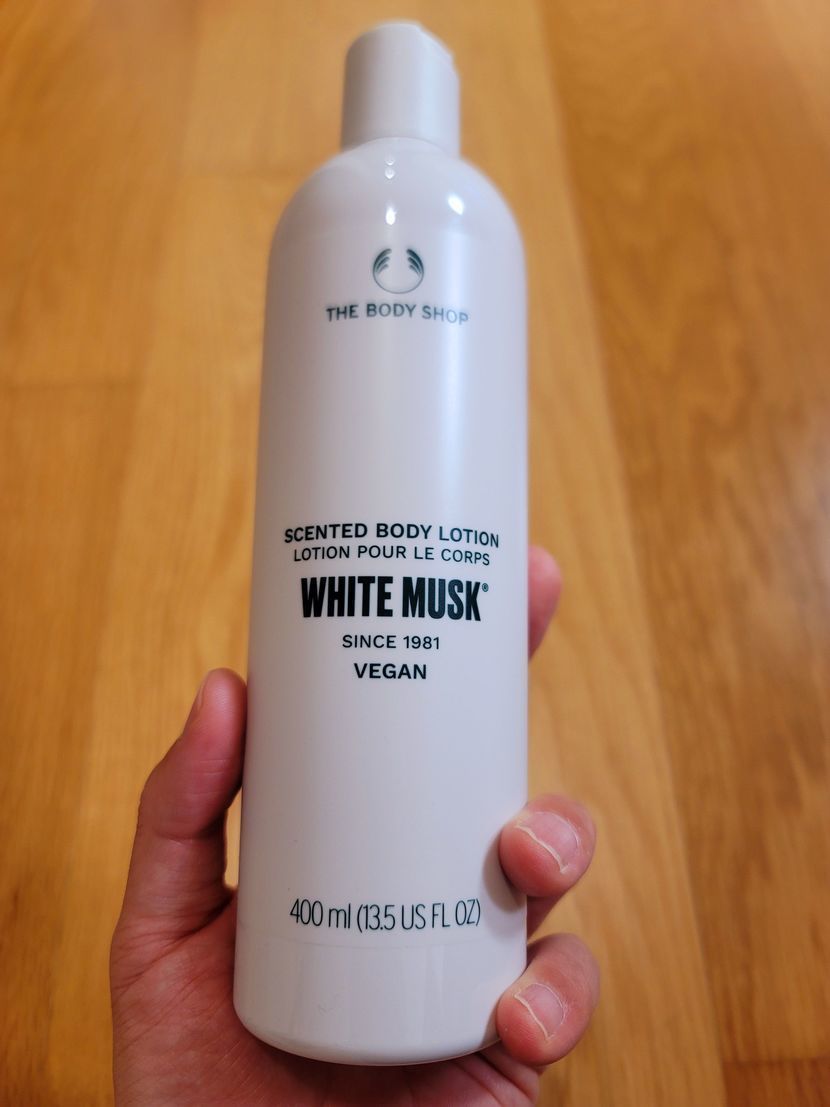 THE BODY SHOP
SCENTED BODY LOTION
LOTION POUR LE CORPS
WHITE MUSK®
SINCE 1981
VEGAN
400 ml (13.5 US FL OZ)